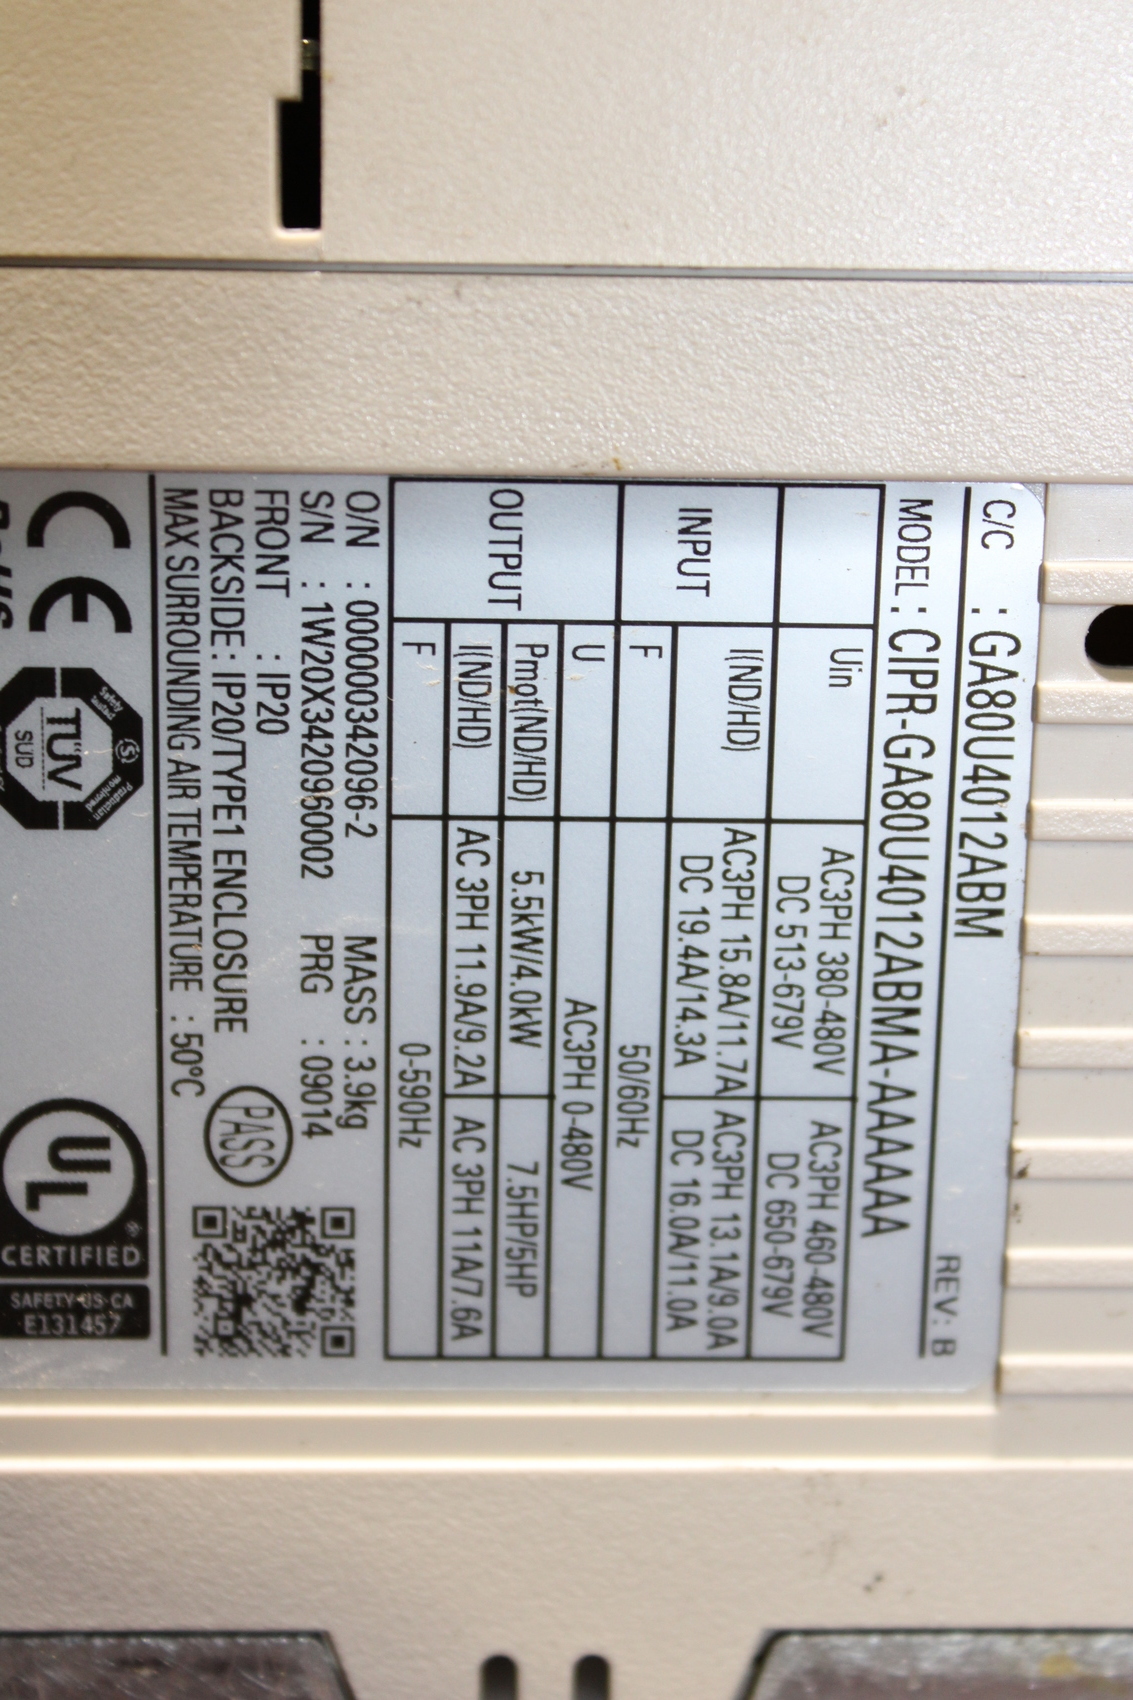 C/C : GA80U4012ABM
REV: B
MODEL : CIPR-GA80U4012ABMA-AAAAAA
Uin AC3PH 380-480V AC3PH 460-480V
DC 513-679V DC 650-679V
INPUT I(ND/HD) AC3PH 15.8A/11.7A AC3PH 13.1A/9.0A
DC 19.4A/14.3A DC 16.0A/11.0A
F 50/60Hz
OUTPUT U AC3PH 0-480V
Pmot(ND/HD) 5.5kW/4.0kW 7.5HP/5HP
I(ND/HD) AC 3PH 11.9A/9.2A AC 3PH 11A/7.6A
F 0-590Hz
O/N : 0000000342096-2 MASS : 3.9kg
S/N : 1W20X3420960002 PRG : 09014
FRONT : IP20
BACKSIDE : IP20/TYPE1 ENCLOSURE
PASS
MAX SURROUNDING AIR TEMPERATURE : 50°C
CE
Safety tested
Production monitored
TÜV
SÜD
UL
®
CERTIFIED
SAFETY·US·CA
E131457